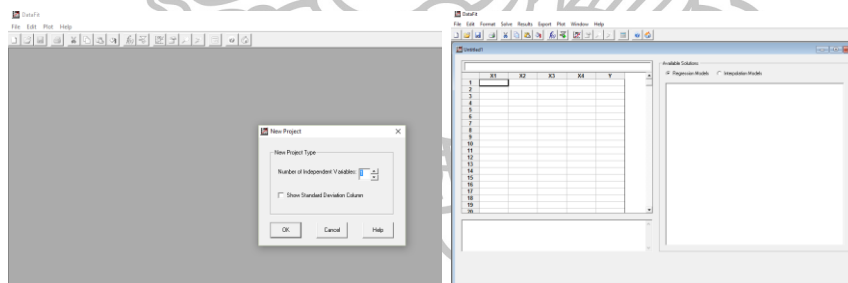 DataFit
File Edit Plot Help
New Project
New Project Type
Number of Independent Variables:
Show Standard Deviation Column
OK Cancel Help
DataFit
File Edit Format Solve Results Export Plot Window Help
Untitled1
Available Solutions
Regression Models Interpolation Models
X1 X2 X3 X4 Y
1
2
3
4
5
6
7
8
9
10
11
12
13
14
15
16
17
18
19
20